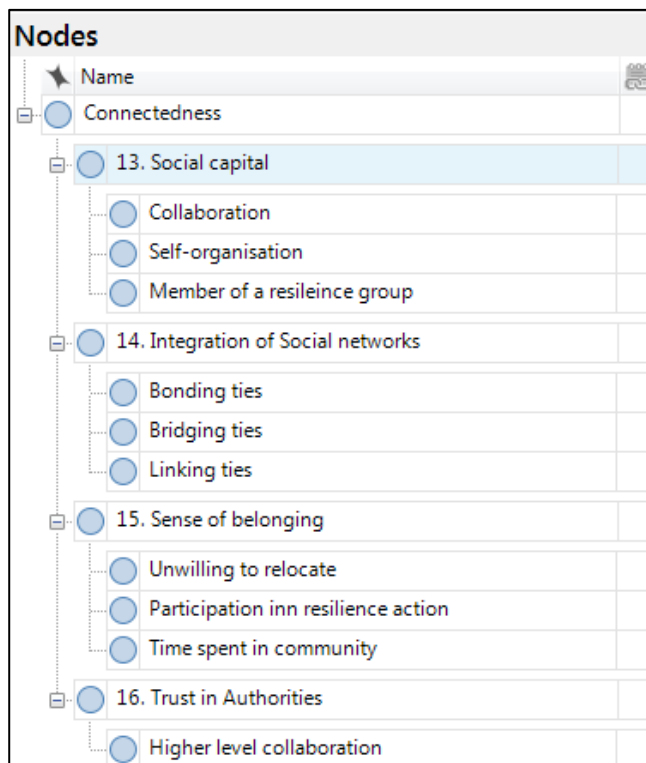 Nodes
Name
Connectedness
13. Social capital
Collaboration
Self-organisation
Member of a resileince group
14. Integration of Social networks
Bonding ties
Bridging ties
Linking ties
15. Sense of belonging
Unwilling to relocate
Participation inn resilience action
Time spent in community
16. Trust in Authorities
Higher level collaboration